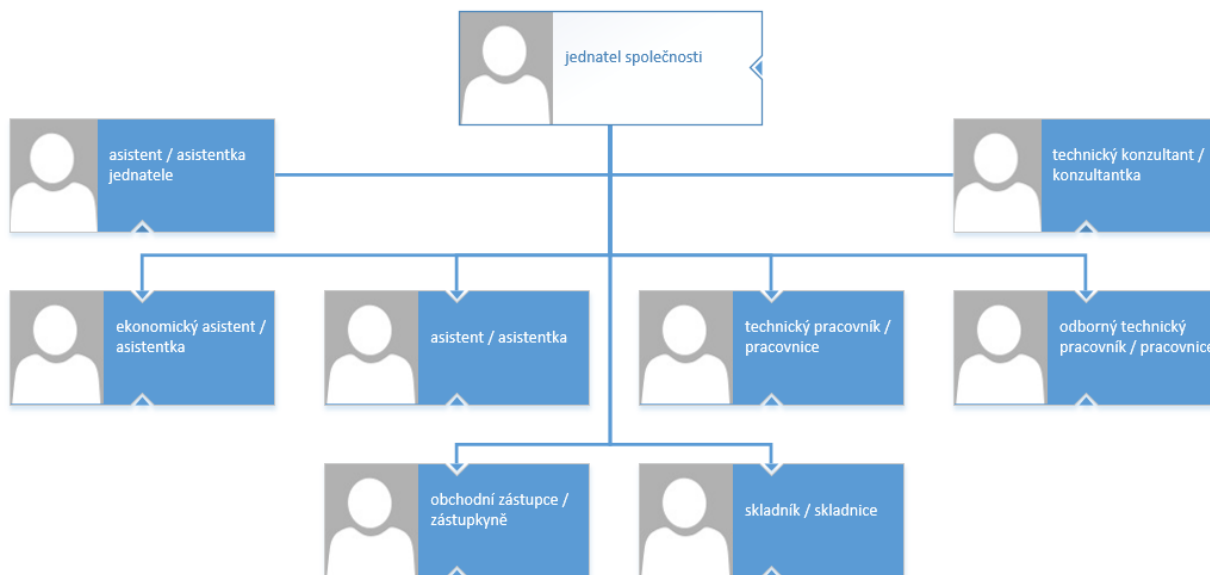 jednatel společnosti
asistent / asistentka
jednatele
technický konzultant /
konzultantka
ekonomický asistent /
asistentka
asistent / asistentka
technický pracovník /
pracovnice
odborný technický
pracovník / pracovnice
obchodní zástupce /
zástupkyně
skladník / skladnice